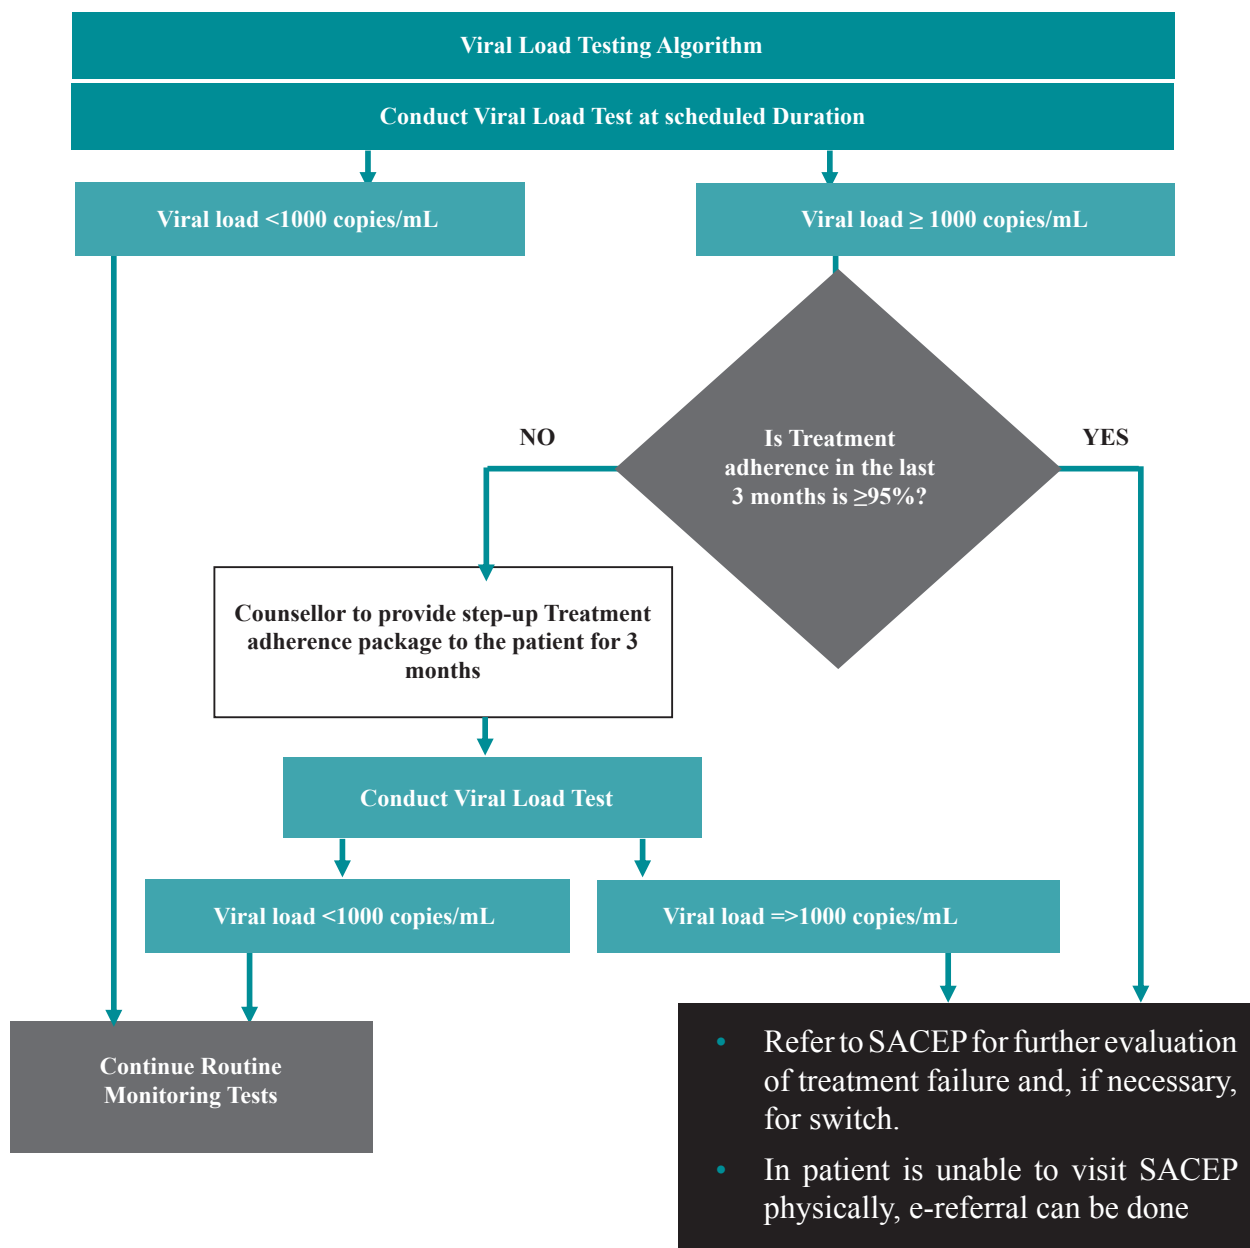 Viral Load Testing Algorithm
Conduct Viral Load Test at scheduled Duration
Viral load <1000 copies/mL
Viral load ≥ 1000 copies/mL
NO
Is Treatment
adherence in the last
3 months is ≥95%?
YES
Counsellor to provide step-up Treatment
adherence package to the patient for 3
months
Conduct Viral Load Test
Viral load <1000 copies/mL
Viral load =>1000 copies/mL
Continue Routine
Monitoring Tests
• Refer to SACEP for further evaluation
of treatment failure and, if necessary,
for switch.
• In patient is unable to visit SACEP
physically, e-referral can be done